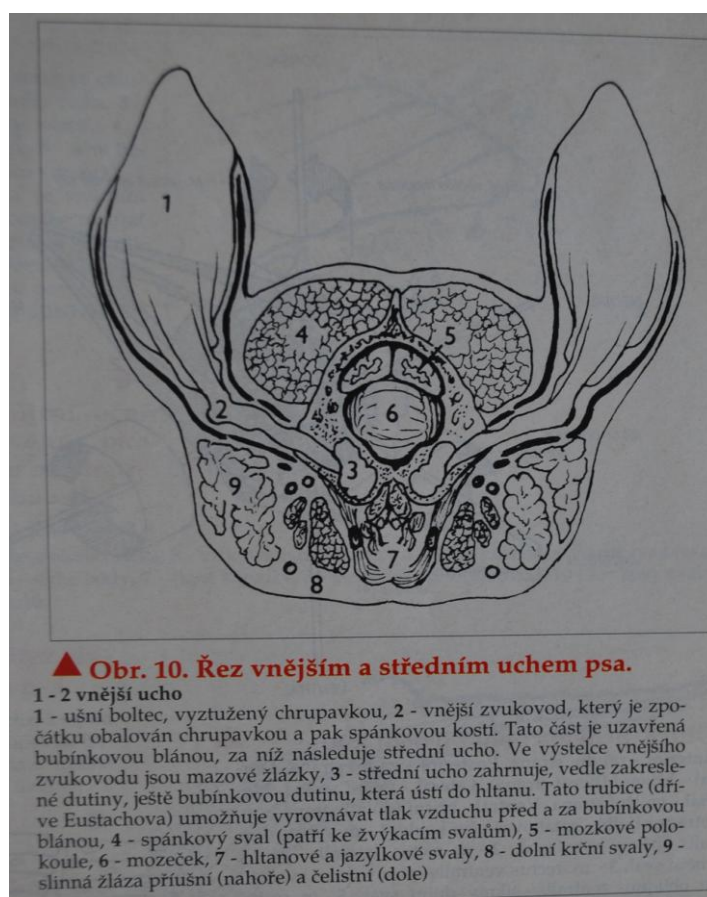 1
4
5
6
2
3
9
7
8
▲ Obr. 10. Řez vnějším a středním uchem psa.
1 - 2 vnější ucho
1 - ušní boltec, vyztužený chrupavkou, 2 - vnější zvukovod, který je zpo-
čátku obalován chrupavkou a pak spánkovou kostí. Tato část je uzavřená
bubínkovou blánou, za níž následuje střední ucho. Ve výstelce vnějšího
zvukovodu jsou mazové žlázky, 3 - střední ucho zahrnuje, vedle zakresle-
né dutiny, ještě bubínkovou dutinu, která ústí do hltanu. Tato trubice (dří-
ve Eustachova) umožňuje vyrovnávat tlak vzduchu před a za bubínkovou
blánou, 4 - spánkový sval (patří ke žvýkacím svalům), 5 - mozkové polo-
koule, 6 - mozeček, 7 - hltanové a jazylkové svaly, 8 - dolní krční svaly, 9 -
slinná žláza příušní (nahoře) a čelistní (dole)